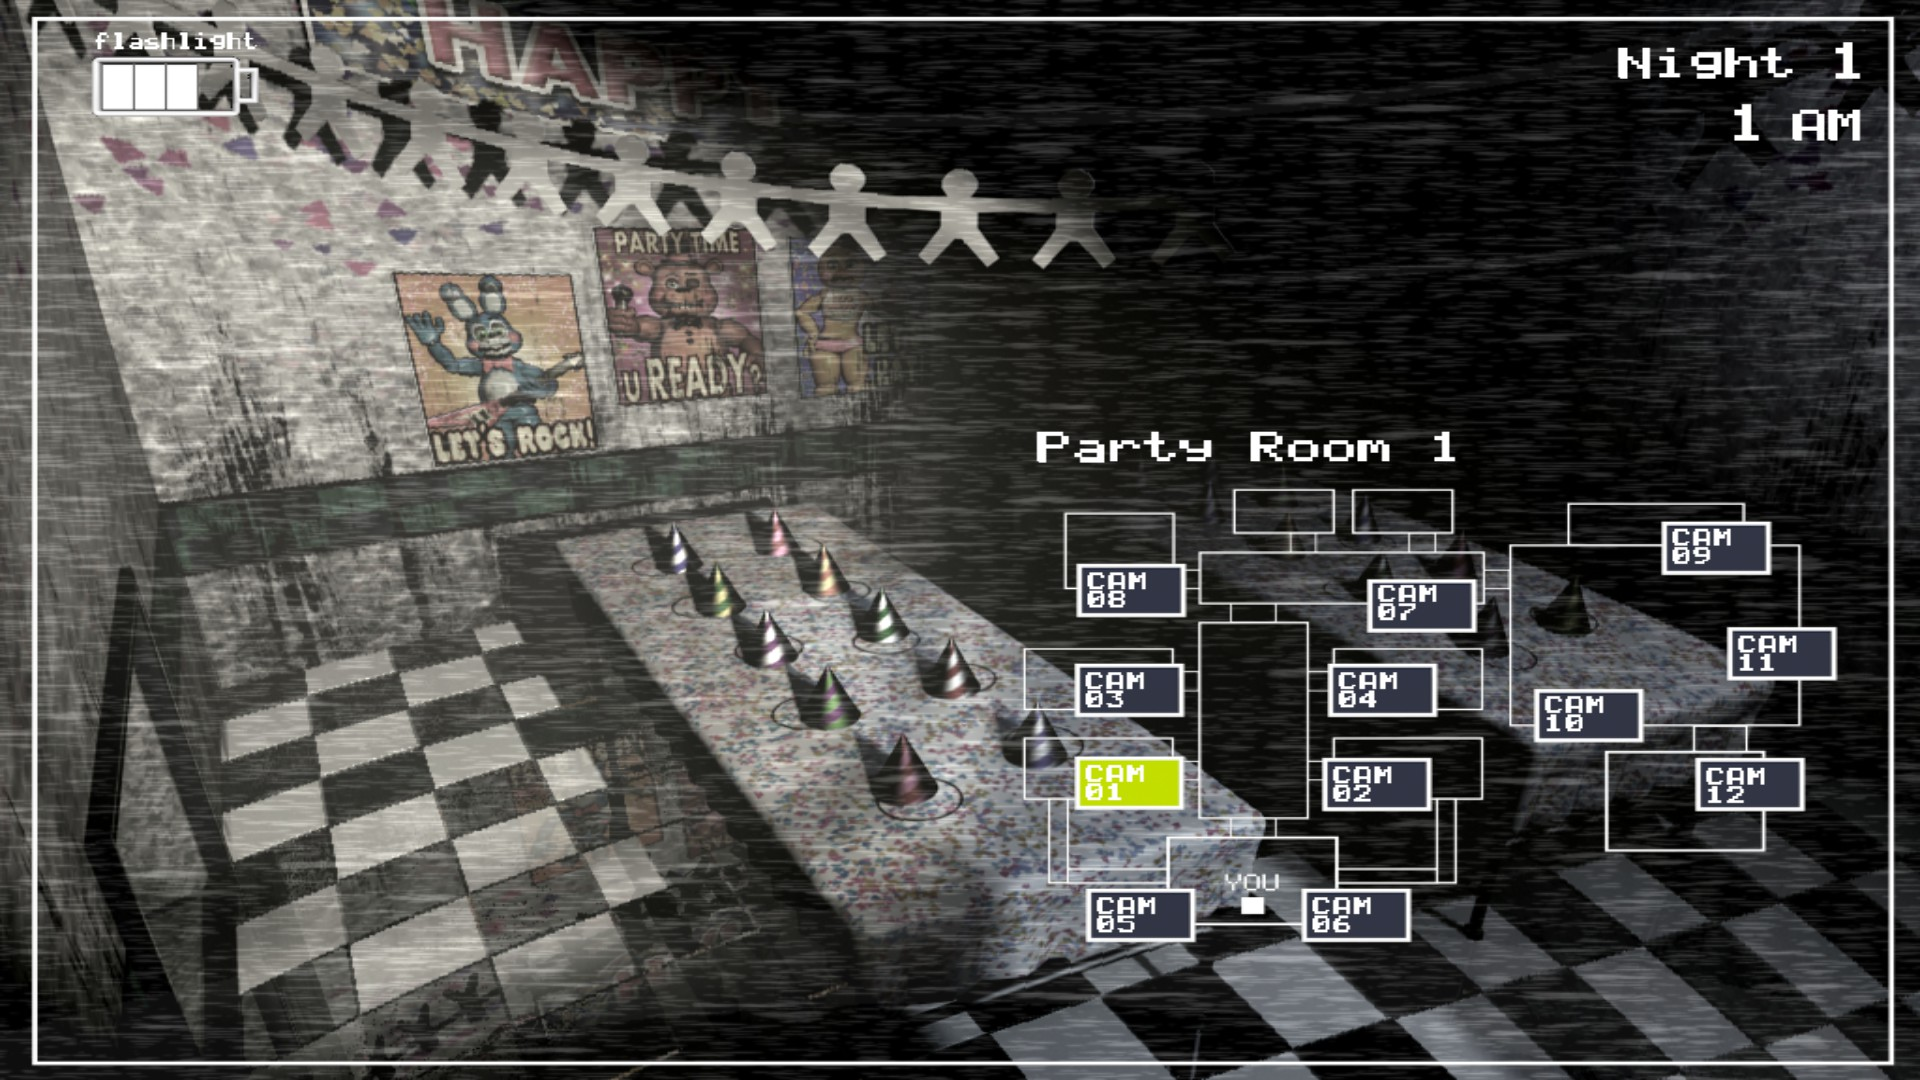 flashlight
Night 1
1 AM
HAPPY
PARTY TIME
U READY?
LET'S ROCK!
Party Room 1
CAM
09
CAM
08
CAM
07
CAM
11
CAM
03
CAM
04
CAM
10
CAM
01
CAM
02
CAM
12
YOU
CAM
05
CAM
06